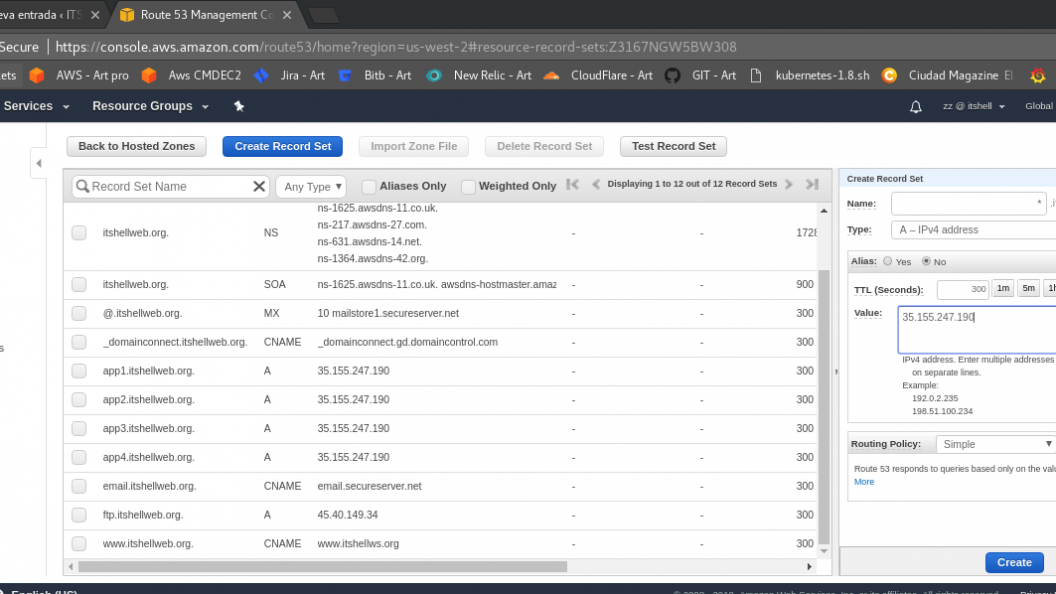 eva entrada ‹ ITS × Route 53 Management Co ×
Secure | https://console.aws.amazon.com/route53/home?region=us-west-2#resource-record-sets:Z3167NGW5BW308
ets AWS - Art pro Aws CMDEC2 Jira - Art Bitb - Art New Relic - Art CloudFlare - Art GIT - Art kubernetes-1.8.sh Ciudad Magazine El
Services Resource Groups zz @ itshell Global
Back to Hosted Zones Create Record Set Import Zone File Delete Record Set Test Record Set
Record Set Name Any Type Aliases Only Weighted Only Displaying 1 to 12 out of 12 Record Sets
ns-1625.awsdns-11.co.uk.
ns-217.awsdns-27.com.
itshellweb.org. NS - - 1728
ns-631.awsdns-14.net.
ns-1364.awsdns-42.org.
itshellweb.org. SOA ns-1625.awsdns-11.co.uk. awsdns-hostmaster.amaz - - 900
@.itshellweb.org. MX 10 mailstore1.secureserver.net - - 300
_domainconnect.itshellweb.org. CNAME _domainconnect.gd.domaincontrol.com - - 300
app1.itshellweb.org. A 35.155.247.190 - - 300
app2.itshellweb.org. A 35.155.247.190 - - 300
app3.itshellweb.org. A 35.155.247.190 - - 300
app4.itshellweb.org. A 35.155.247.190 - - 300
email.itshellweb.org. CNAME email.secureserver.net - - 300
ftp.itshellweb.org. A 45.40.149.34 - - 300
www.itshellweb.org. CNAME www.itshellws.org - - 300
Create Record Set
Name: * .i
Type: A – IPv4 address
Alias: Yes No
TTL (Seconds): 300 1m 5m 1h
Value: 35.155.247.190
IPv4 address. Enter multiple addresses
on separate lines.
Example:
192.0.2.235
198.51.100.234
Routing Policy: Simple
Route 53 responds to queries based only on the valu
More
Create
s
English (US)
Privacy